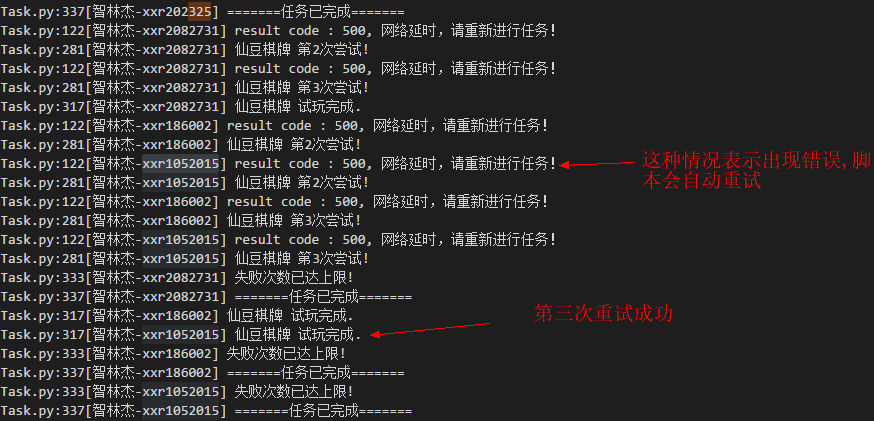 Task.py:337[智林杰-xxr202325] =======任务已完成=======
Task.py:122[智林杰-xxr2082731] result code : 500, 网络延时，请重新进行任务!
Task.py:281[智林杰-xxr2082731] 仙豆棋牌 第2次尝试!
Task.py:122[智林杰-xxr2082731] result code : 500, 网络延时，请重新进行任务!
Task.py:281[智林杰-xxr2082731] 仙豆棋牌 第3次尝试!
Task.py:317[智林杰-xxr2082731] 仙豆棋牌 试玩完成.
Task.py:122[智林杰-xxr186002] result code : 500, 网络延时，请重新进行任务!
Task.py:281[智林杰-xxr186002] 仙豆棋牌 第2次尝试!
Task.py:122[智林杰-xxr1052015] result code : 500, 网络延时，请重新进行任务!
这种情况表示出现错误,脚
本会自动重试
Task.py:281[智林杰-xxr1052015] 仙豆棋牌 第2次尝试!
Task.py:122[智林杰-xxr186002] result code : 500, 网络延时，请重新进行任务!
Task.py:281[智林杰-xxr186002] 仙豆棋牌 第3次尝试!
Task.py:122[智林杰-xxr1052015] result code : 500, 网络延时，请重新进行任务!
Task.py:281[智林杰-xxr1052015] 仙豆棋牌 第3次尝试!
Task.py:333[智林杰-xxr2082731] 失败次数已达上限!
Task.py:337[智林杰-xxr2082731] =======任务已完成=======
Task.py:317[智林杰-xxr186002] 仙豆棋牌 试玩完成.
第三次重试成功
Task.py:317[智林杰-xxr1052015] 仙豆棋牌 试玩完成.
Task.py:333[智林杰-xxr186002] 失败次数已达上限!
Task.py:337[智林杰-xxr186002] =======任务已完成=======
Task.py:333[智林杰-xxr1052015] 失败次数已达上限!
Task.py:337[智林杰-xxr1052015] =======任务已完成=======